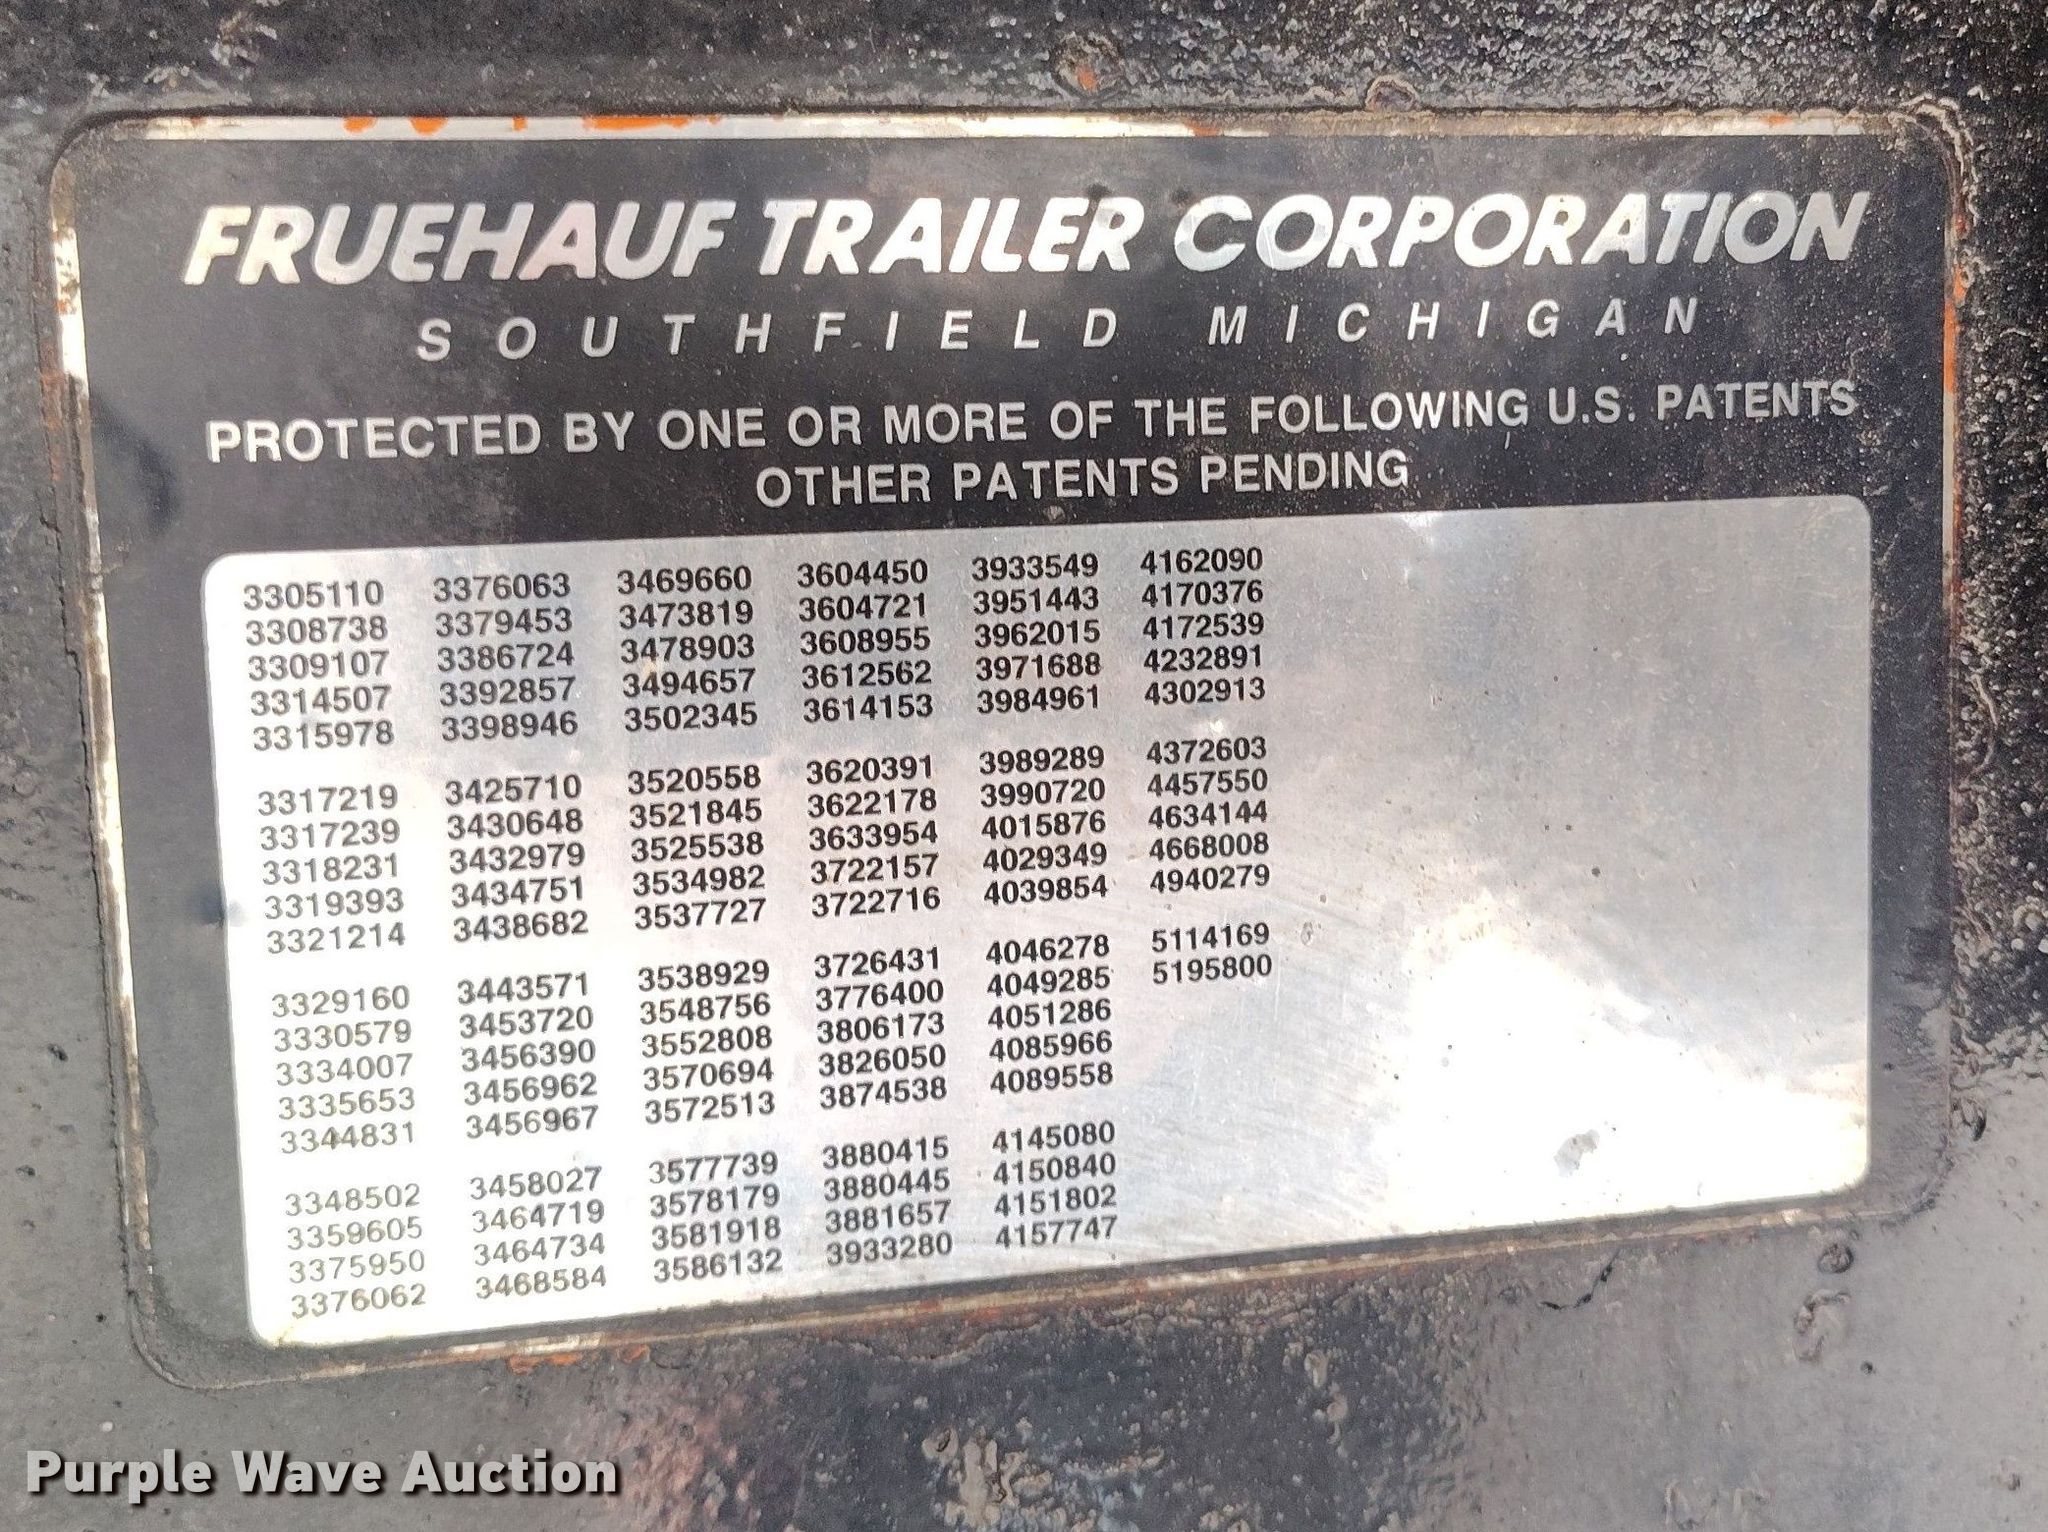 FRUEHAUF TRAILER CORPORATION
SOUTHFIELD MICHIGAN
PROTECTED BY ONE OR MORE OF THE FOLLOWING U.S. PATENTS
OTHER PATENTS PENDING
3305110 3376063 3469660 3604450 3933549 4162090
3308738 3379453 3473819 3604721 3951443 4170376
3309107 3386724 3478903 3608955 3962015 4172539
3314507 3392857 3494657 3612562 3971688 4232891
3315978 3398946 3502345 3614153 3984961 4302913
3317219 3425710 3520558 3620391 3989289 4372603
3317239 3430648 3521845 3622178 3990720 4457550
3318231 3432979 3525538 3633954 4015876 4634144
3319393 3434751 3534982 3722157 4029349 4668008
3321214 3438682 3537727 3722716 4039854 4940279
3329160 3443571 3538929 3726431 4046278 5114169
3330579 3453720 3548756 3776400 4049285 5195800
3334007 3456390 3552808 3806173 4051286
3335653 3456962 3570694 3826050 4085966
3344831 3456967 3572513 3874538 4089558
3348502 3458027 3577739 3880415 4145080
3359605 3464719 3578179 3880445 4150840
3375950 3464734 3581918 3881657 4151802
3376062 3468584 3586132 3933280 4157747
Purple Wave Auction